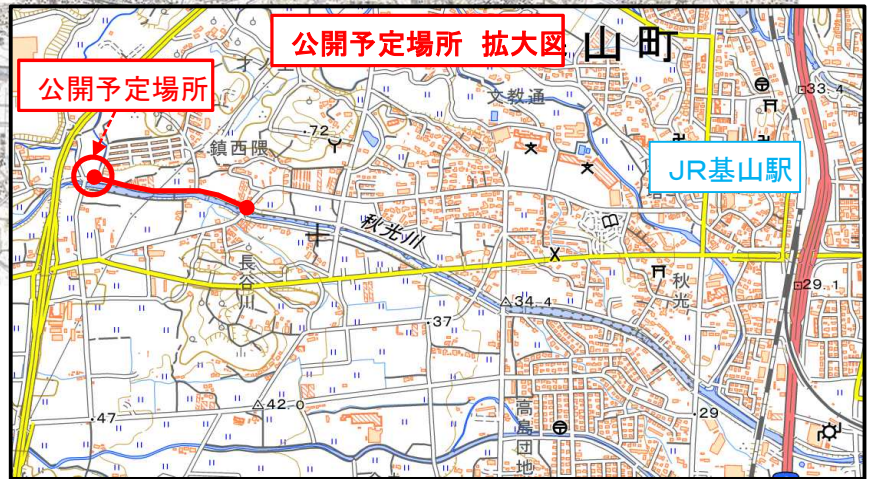 公開予定場所 拡大図
山町
公開予定場所
文教通
33.4
72
鎮西隈
JR基山駅
秋光川
長谷川
秋光
29.1
34.4
37
42.0
47
高島団地
29